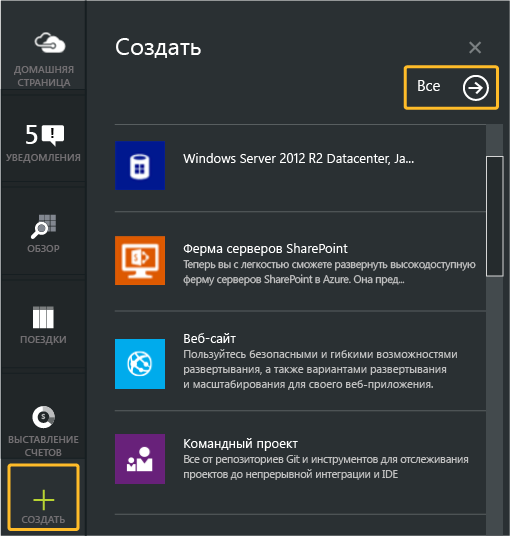 ДОМАШНЯЯ
СТРАНИЦА
5
УВЕДОМЛЕНИЯ
ОБЗОР
ПОЕЗДКИ
ВЫСТАВЛЕНИЕ
СЧЕТОВ
СОЗДАТЬ
Создать
Все
Windows Server 2012 R2 Datacenter, Ja...
Ферма серверов SharePoint
Теперь вы с легкостью сможете развернуть высокодоступную
ферму серверов SharePoint в Azure. Она пред...
Веб-сайт
Пользуйтесь безопасными и гибкими возможностями
развертывания, а также вариантами развертывания
и масштабирования для своего веб-приложения.
Командный проект
Все от репозиториев Git и инструментов для отслеживания
проектов до непрерывной интеграции и IDE